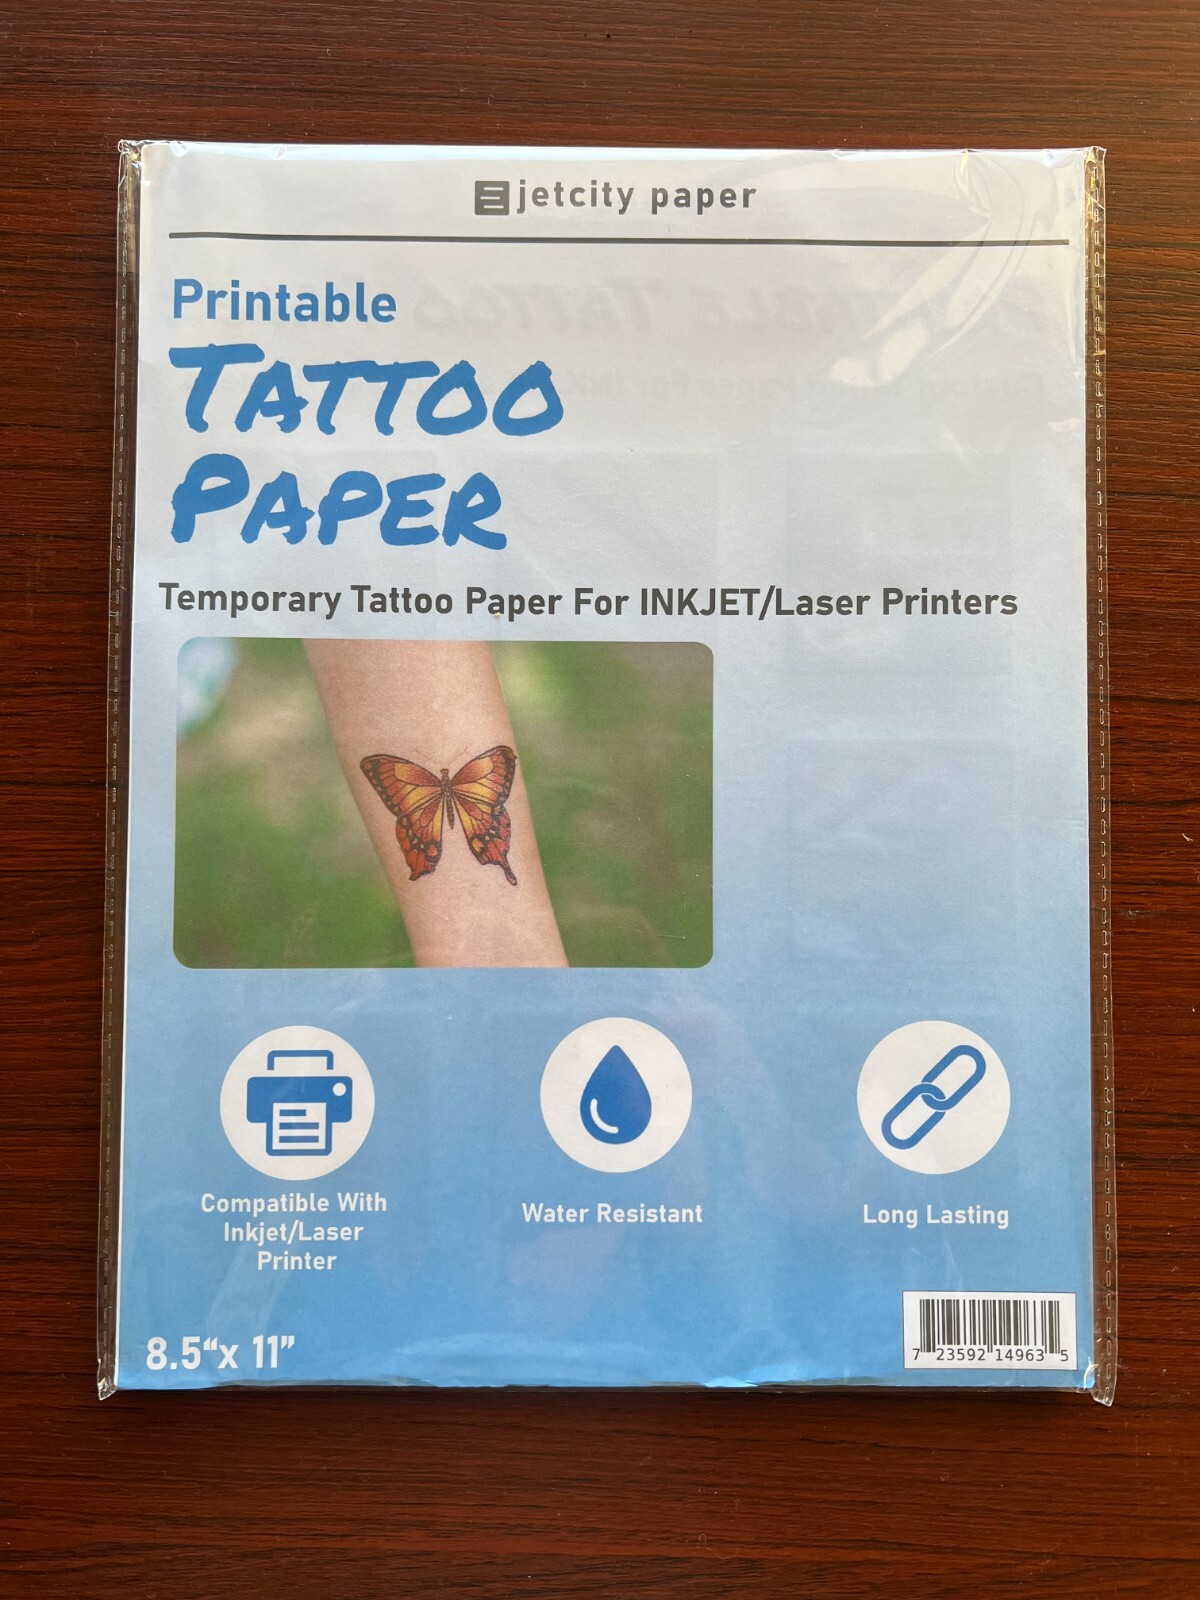 jetcity paper
Printable
TATTOO
PAPER
Temporary Tattoo Paper For INKJET/Laser Printers
Compatible With
Inkjet/Laser
Printer
Water Resistant
Long Lasting
8.5“x 11”
7 23592 14963 5